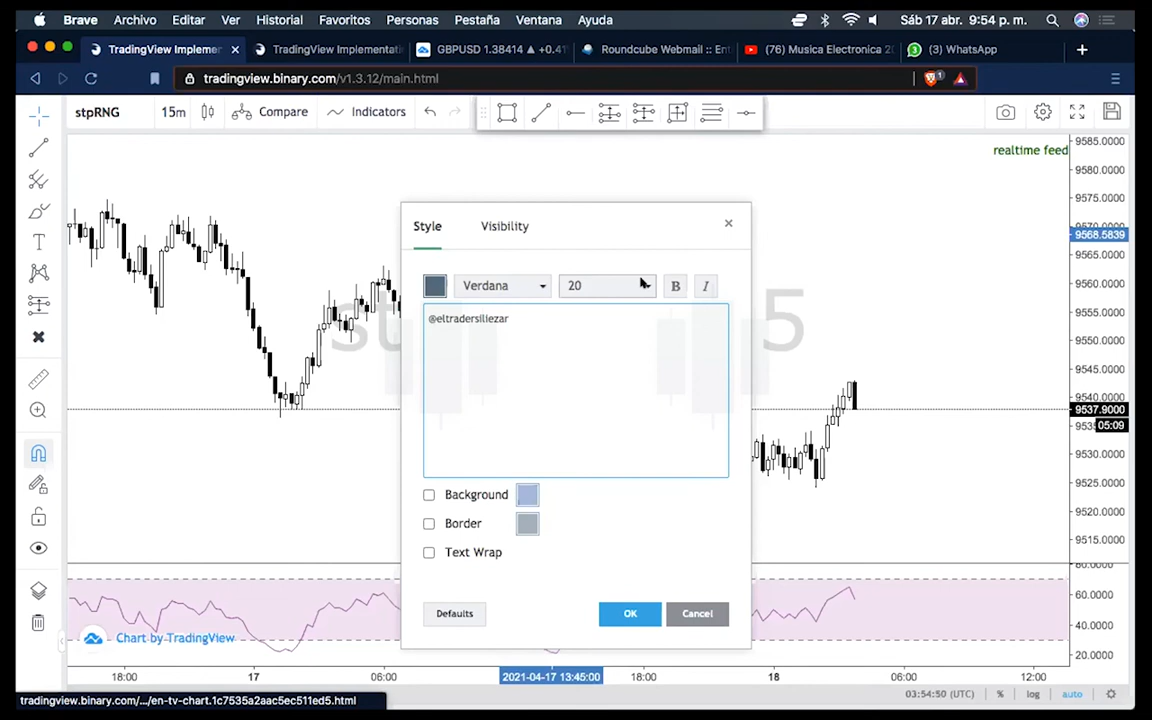 Brave Archivo Editar Ver Historial Favoritos Personas Pestaña Ventana Ayuda Sáb 17 abr. 9:54 p. m.
TradingView Implemen TradingView Implementati GBPUSD 1.38414 ▲ +0.41 Roundcube Webmail :: Ent (76) Musica Electronica 20 (3) WhatsApp
tradingview.binary.com/v1.3.12/main.html
stpRNG 15m Compare Indicators
realtime feed
9585.0000
9580.0000
9575.0000
9568.5839
9560.0000
9555.0000
9550.0000
9545.0000
9540.0000
9537.9000
05:09
9530.0000
9525.0000
9520.0000
9515.0000
80.0000
60.0000
40.0000
20.0000
Style Visibility
Verdana 20 B I
@eltradersiliezar
Background
Border
Text Wrap
Defaults OK Cancel
Chart by TradingView
18:00 17 06:00 2021-04-17 13:45:00 18:00 18 06:00 12:00
03:54:50 (UTC) % log auto
tradingview.binary.com/.../en-tv-chart.1c7535a2aac5ec511ed5.html